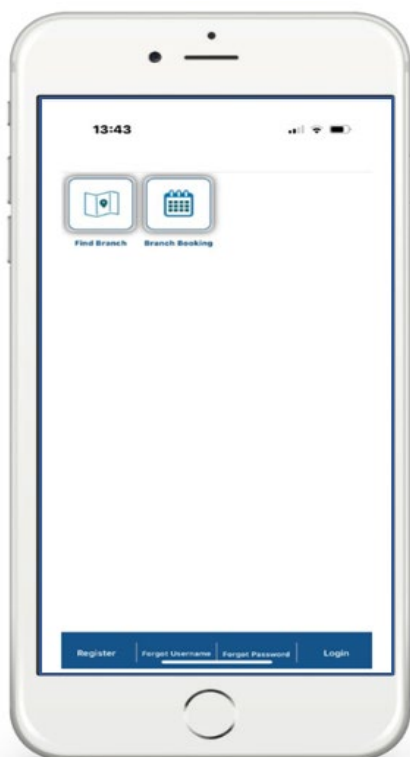 13:43
Find Branch
Branch Booking
Register
Forgot Username
Forgot Password
Login